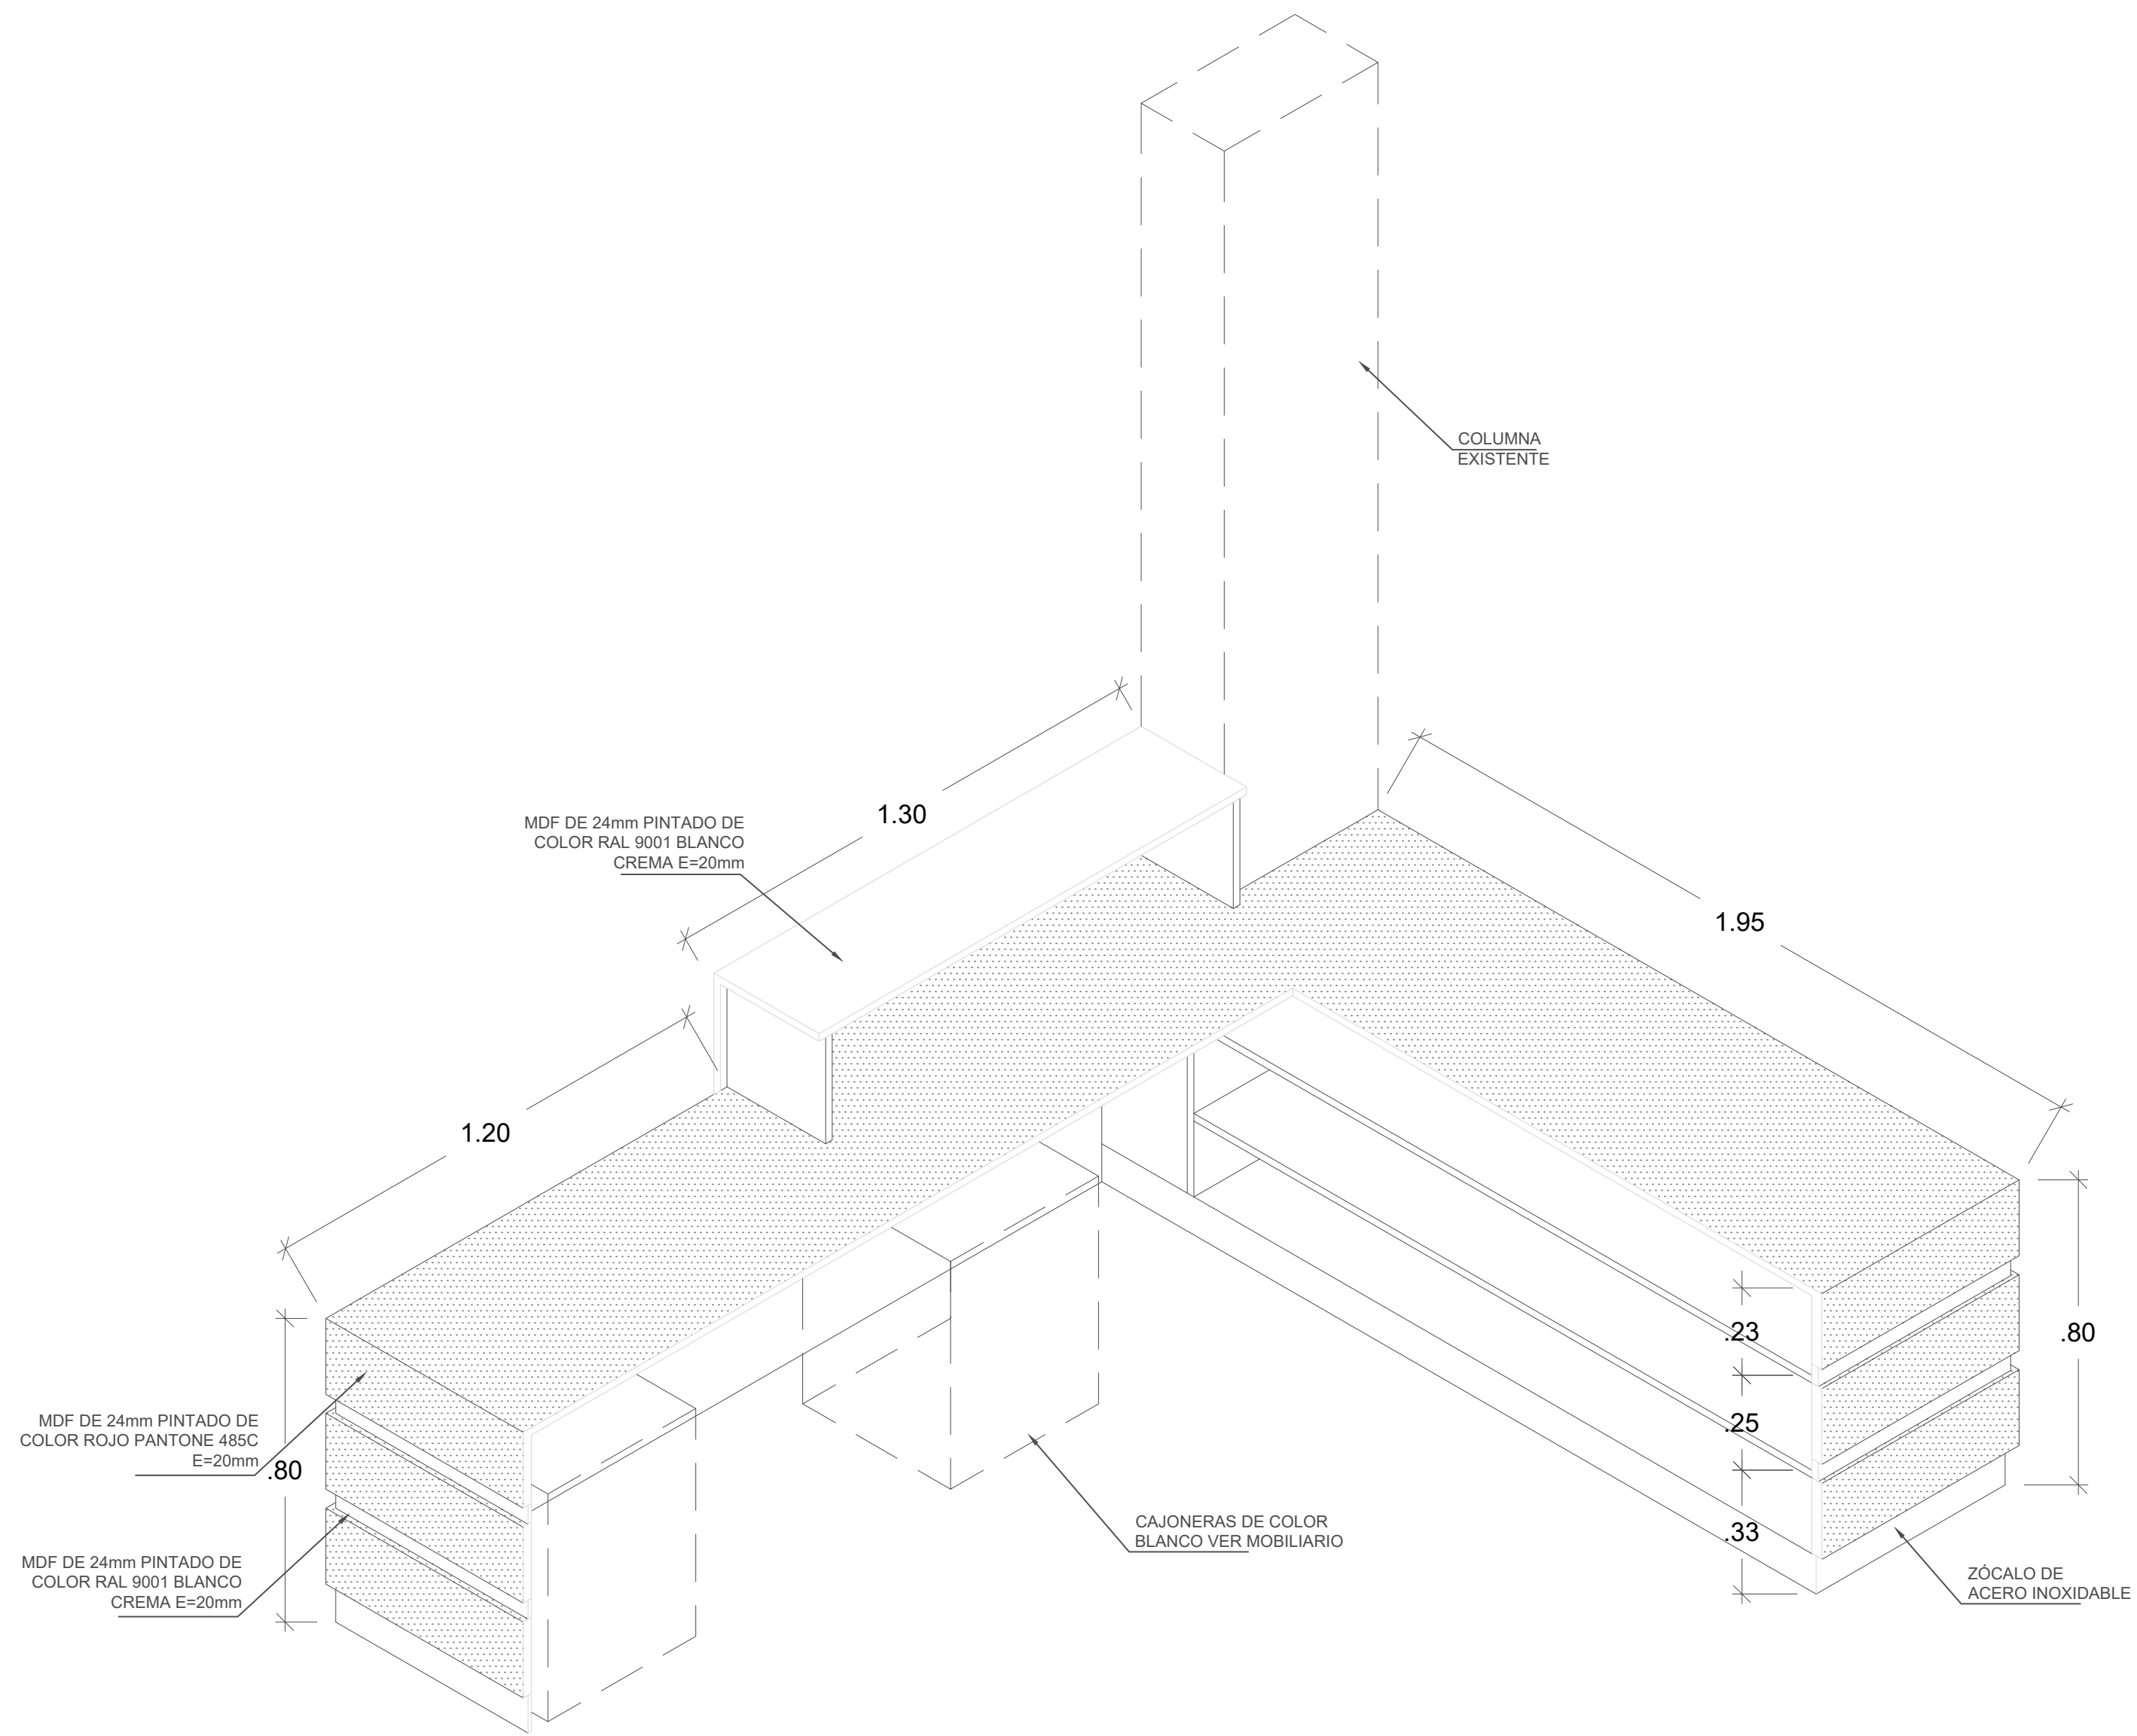 COLUMNA
EXISTENTE
1.30
MDF DE 24mm PINTADO DE
COLOR RAL 9001 BLANCO
CREMA E=20mm
1.95
1.20
.23
.80
.25
MDF DE 24mm PINTADO DE
COLOR ROJO PANTONE 485C
E=20mm
.80
CAJONERAS DE COLOR
BLANCO VER MOBILIARIO
.33
MDF DE 24mm PINTADO DE
COLOR RAL 9001 BLANCO
CREMA E=20mm
ZÓCALO DE
ACERO INOXIDABLE